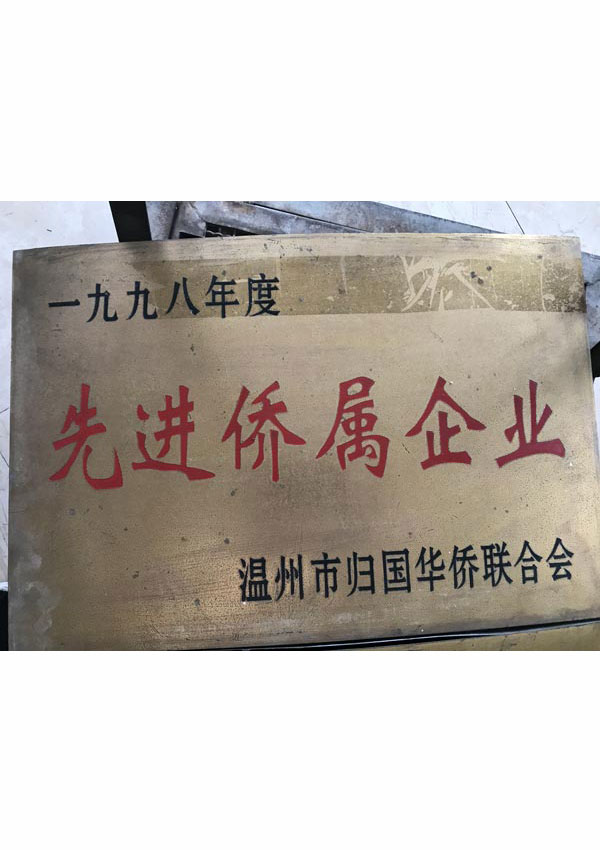 一九九八年度
先进侨属企业
温州市归国华侨联合会